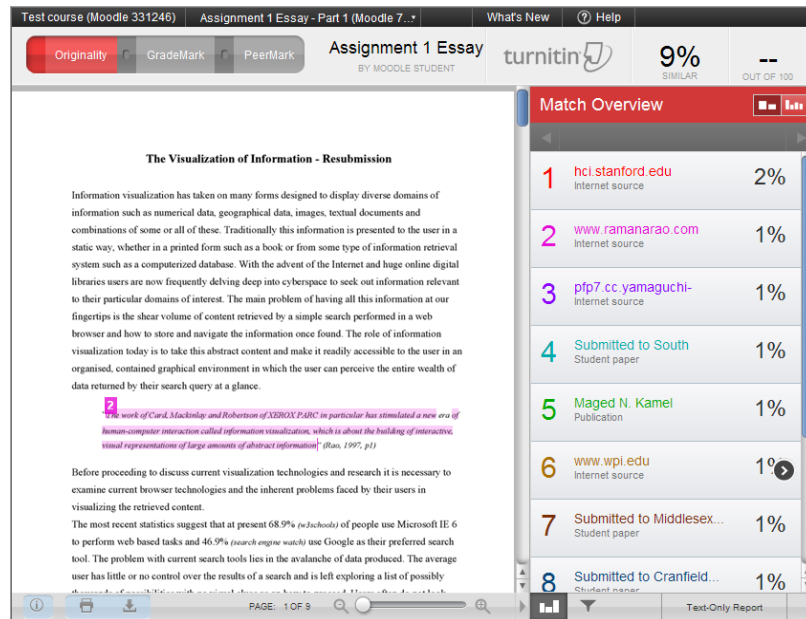 Test course (Moodle 331246) Assignment 1 Essay - Part 1 (Moodle 7... What's New ? Help
Originality GradeMark PeerMark
Assignment 1 Essay
BY MOODLE STUDENT
turnitin
9%
SIMILAR
--
OUT OF 100
The Visualization of Information - Resubmission
Information visualization has taken on many forms designed to display diverse domains of
information such as numerical data, geographical data, images, textual documents and
combinations of some or all of these. Traditionally this information is presented to the user in a
static way, whether in a printed form such as a book or from some type of information retrieval
system such as a computerized database. With the advent of the Internet and huge online digital
libraries users are now frequently delving deep into cyberspace to seek out information relevant
to their particular domains of interest. The main problem of having all this information at our
fingertips is the shear volume of content retrieved by a simple search performed in a web
browser and how to store and navigate the information once found. The role of information
visualization today is to take this abstract content and make it readily accessible to the user in an
organised, contained graphical environment in which the user can perceive the entire wealth of
data returned by their search query at a glance.
2
"The work of Card, Mackinlay and Robertson of XEROX PARC in particular has stimulated a new era of
human-computer interaction called information visualization, which is about the building of interactive,
visual representations of large amounts of abstract information" (Rao, 1997, p1)
Before proceeding to discuss current visualization technologies and research it is necessary to
examine current browser technologies and the inherent problems faced by their users in
visualizing the retrieved content.
The most recent statistics suggest that at present 68.9% (w3schools) of people use Microsoft IE 6
to perform web based tasks and 46.9% (search engine watch) use Google as their preferred search
tool. The problem with current search tools lies in the avalanche of data produced. The average
user has little or no control over the results of a search and is left exploring a list of possibly
PAGE: 1 OF 9
Match Overview
1 hci.stanford.edu 2%
Internet source
2 www.ramanarao.com 1%
Internet source
3 pfp7.cc.yamaguchi- 1%
Internet source
4 Submitted to South 1%
Student paper
5 Maged N. Kamel 1%
Publication
6 www.wpi.edu 1%
Internet source
7 Submitted to Middlesex... 1%
Student paper
8 Submitted to Cranfield... 1%
Student paper
Text-Only Report